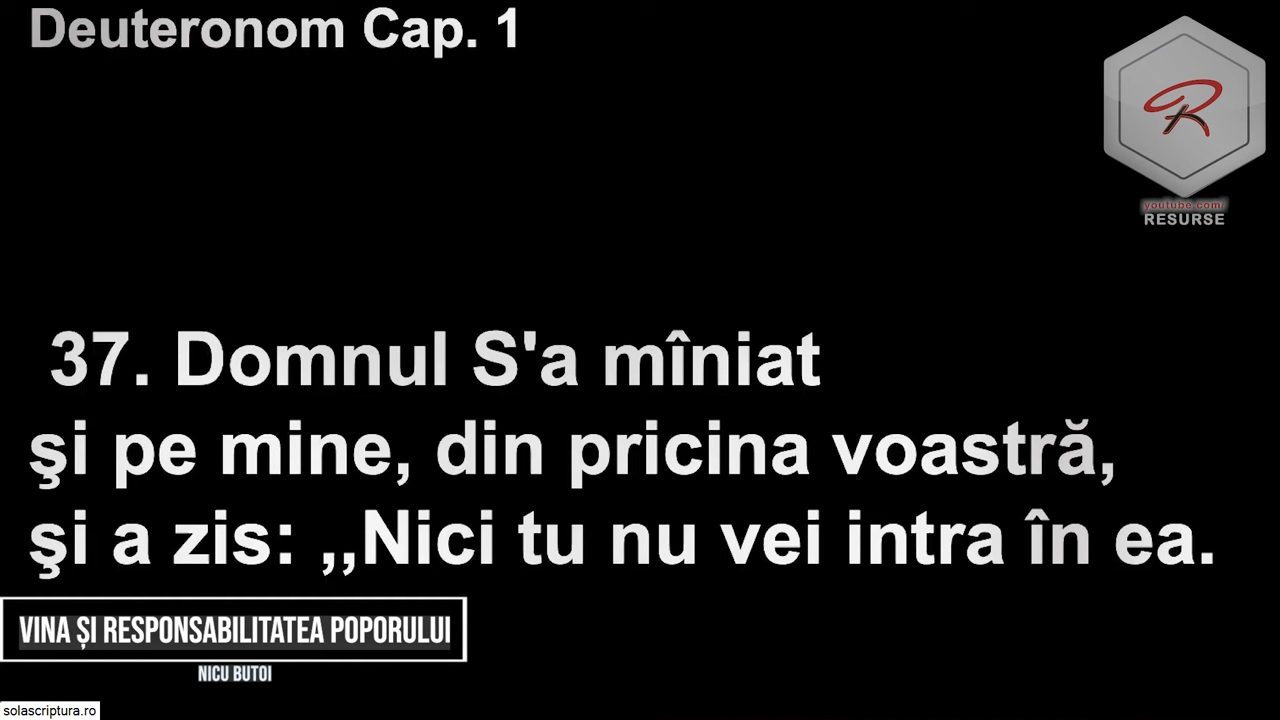 Deuteronom Cap. 1
R
youtube.com/
RESURSE
37. Domnul S'a mîniat
şi pe mine, din pricina voastră,
şi a zis: ,,Nici tu nu vei intra în ea.
VINA ȘI RESPONSABILITATEA POPORULUI
NICU BUTOI
solascriptura.ro